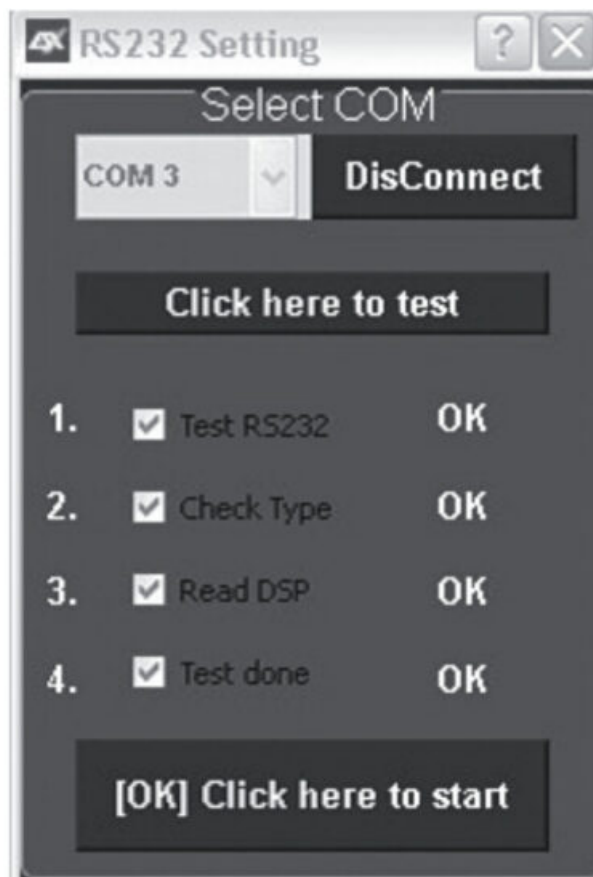 RS232 Setting
Select COM
COM 3 DisConnect
Click here to test
1. Test RS232 OK
2. Check Type OK
3. Read DSP OK
4. Test done OK
[OK] Click here to start